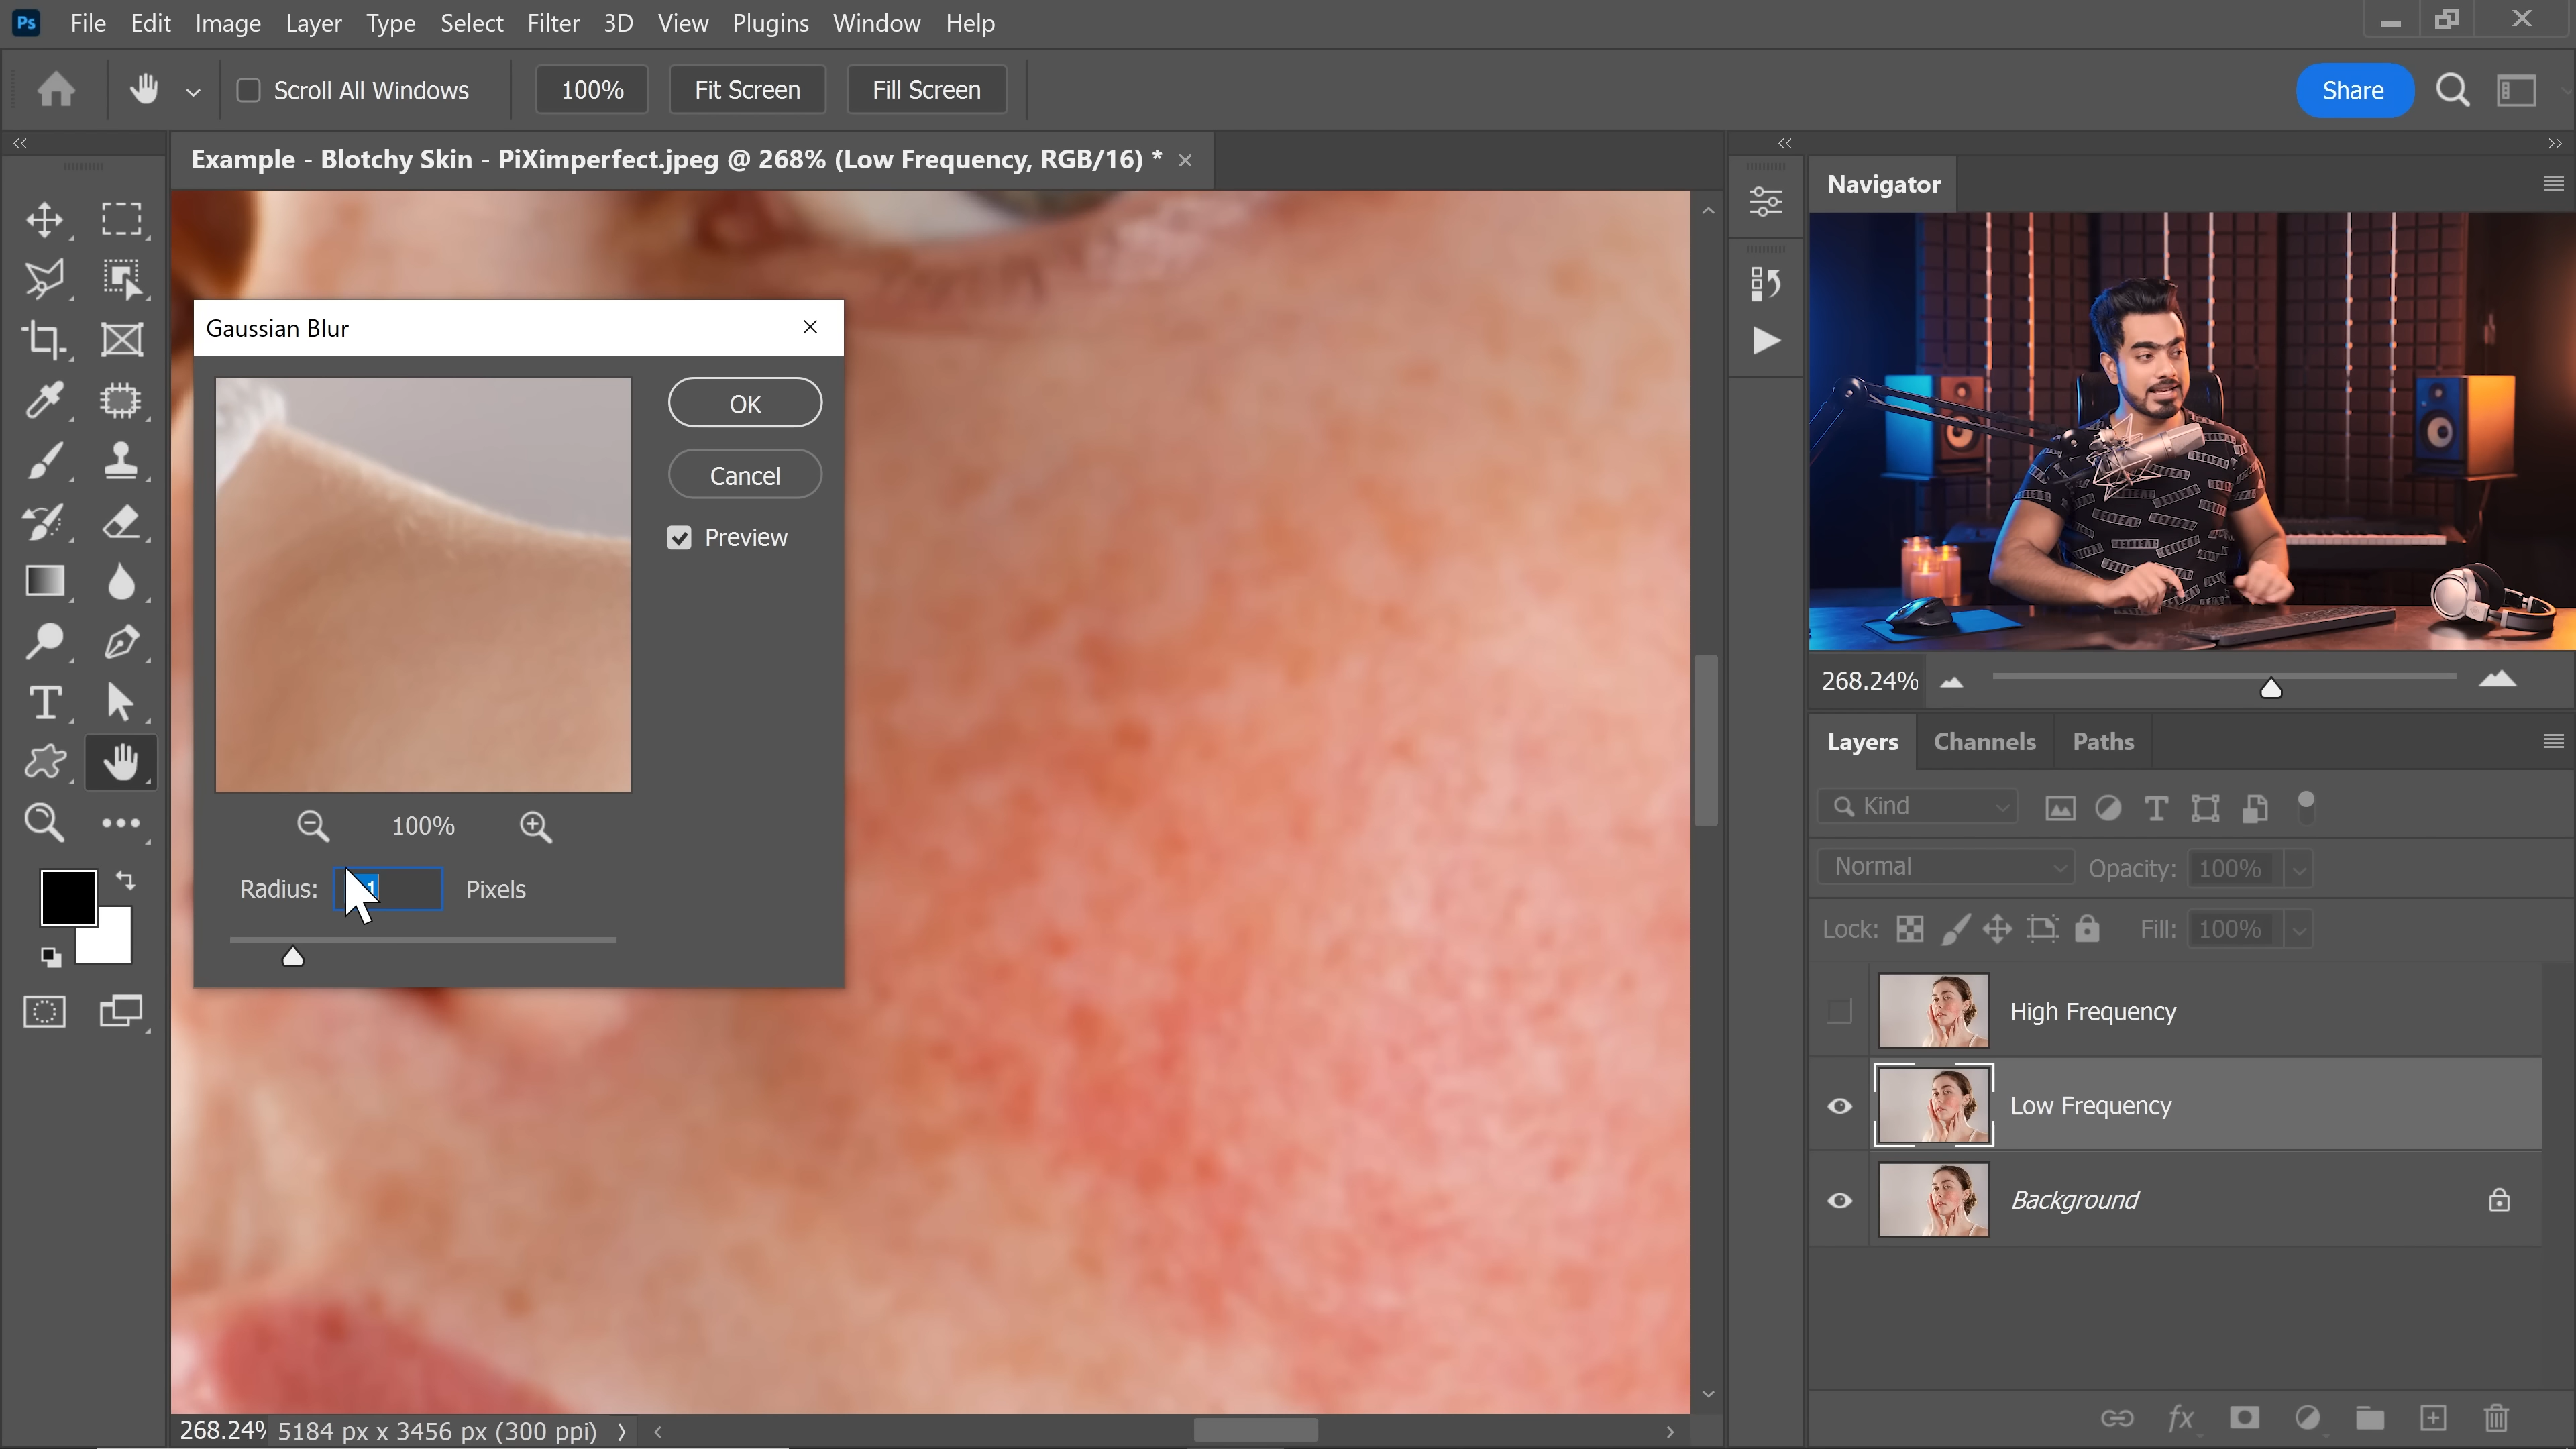 Ps File Edit Image Layer Type Select Filter 3D View Plugins Window Help
Scroll All Windows 100% Fit Screen Fill Screen Share
Example - Blotchy Skin - PiXimperfect.jpeg @ 268% (Low Frequency, RGB/16) *
Navigator
Gaussian Blur
OK
Cancel
Preview
100%
Radius: Pixels
268.24%
Layers Channels Paths
Kind
Normal Opacity: 100%
Lock: Fill: 100%
High Frequency
Low Frequency
Background
fx
268.24% 5184 px x 3456 px (300 ppi)